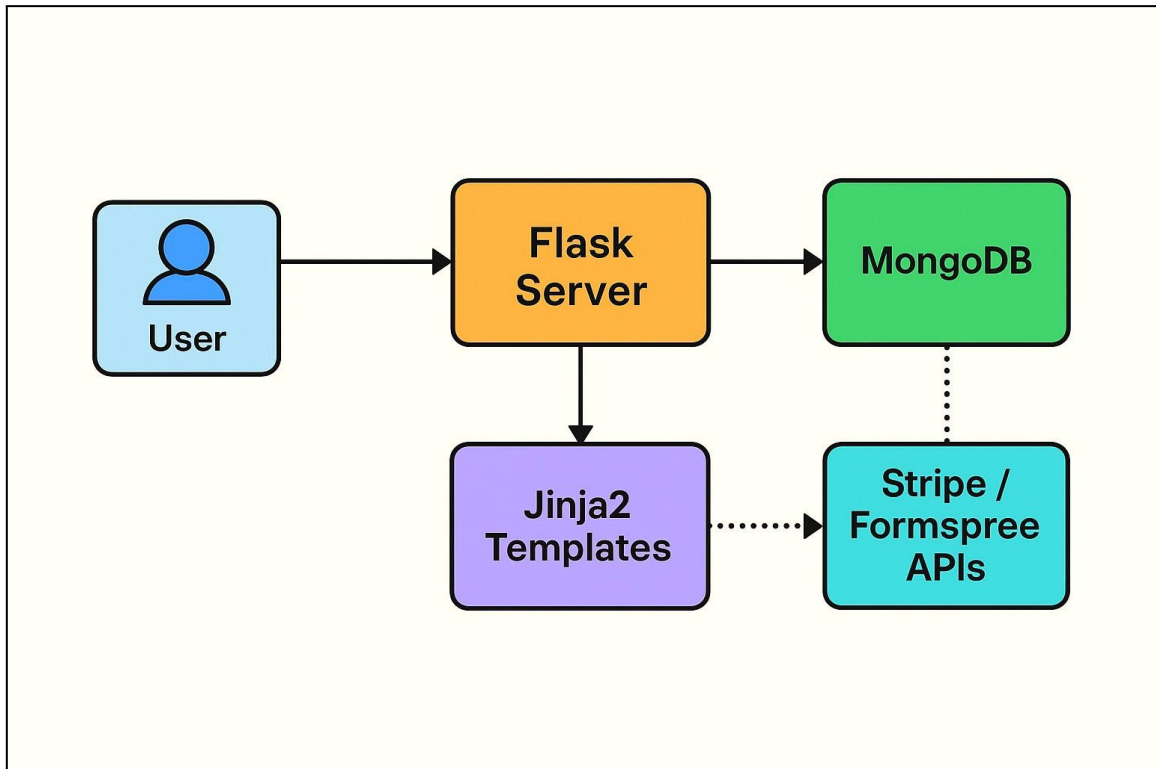 User
Flask
Server
MongoDB
Jinja2
Templates
Stripe /
Formspree
APIs